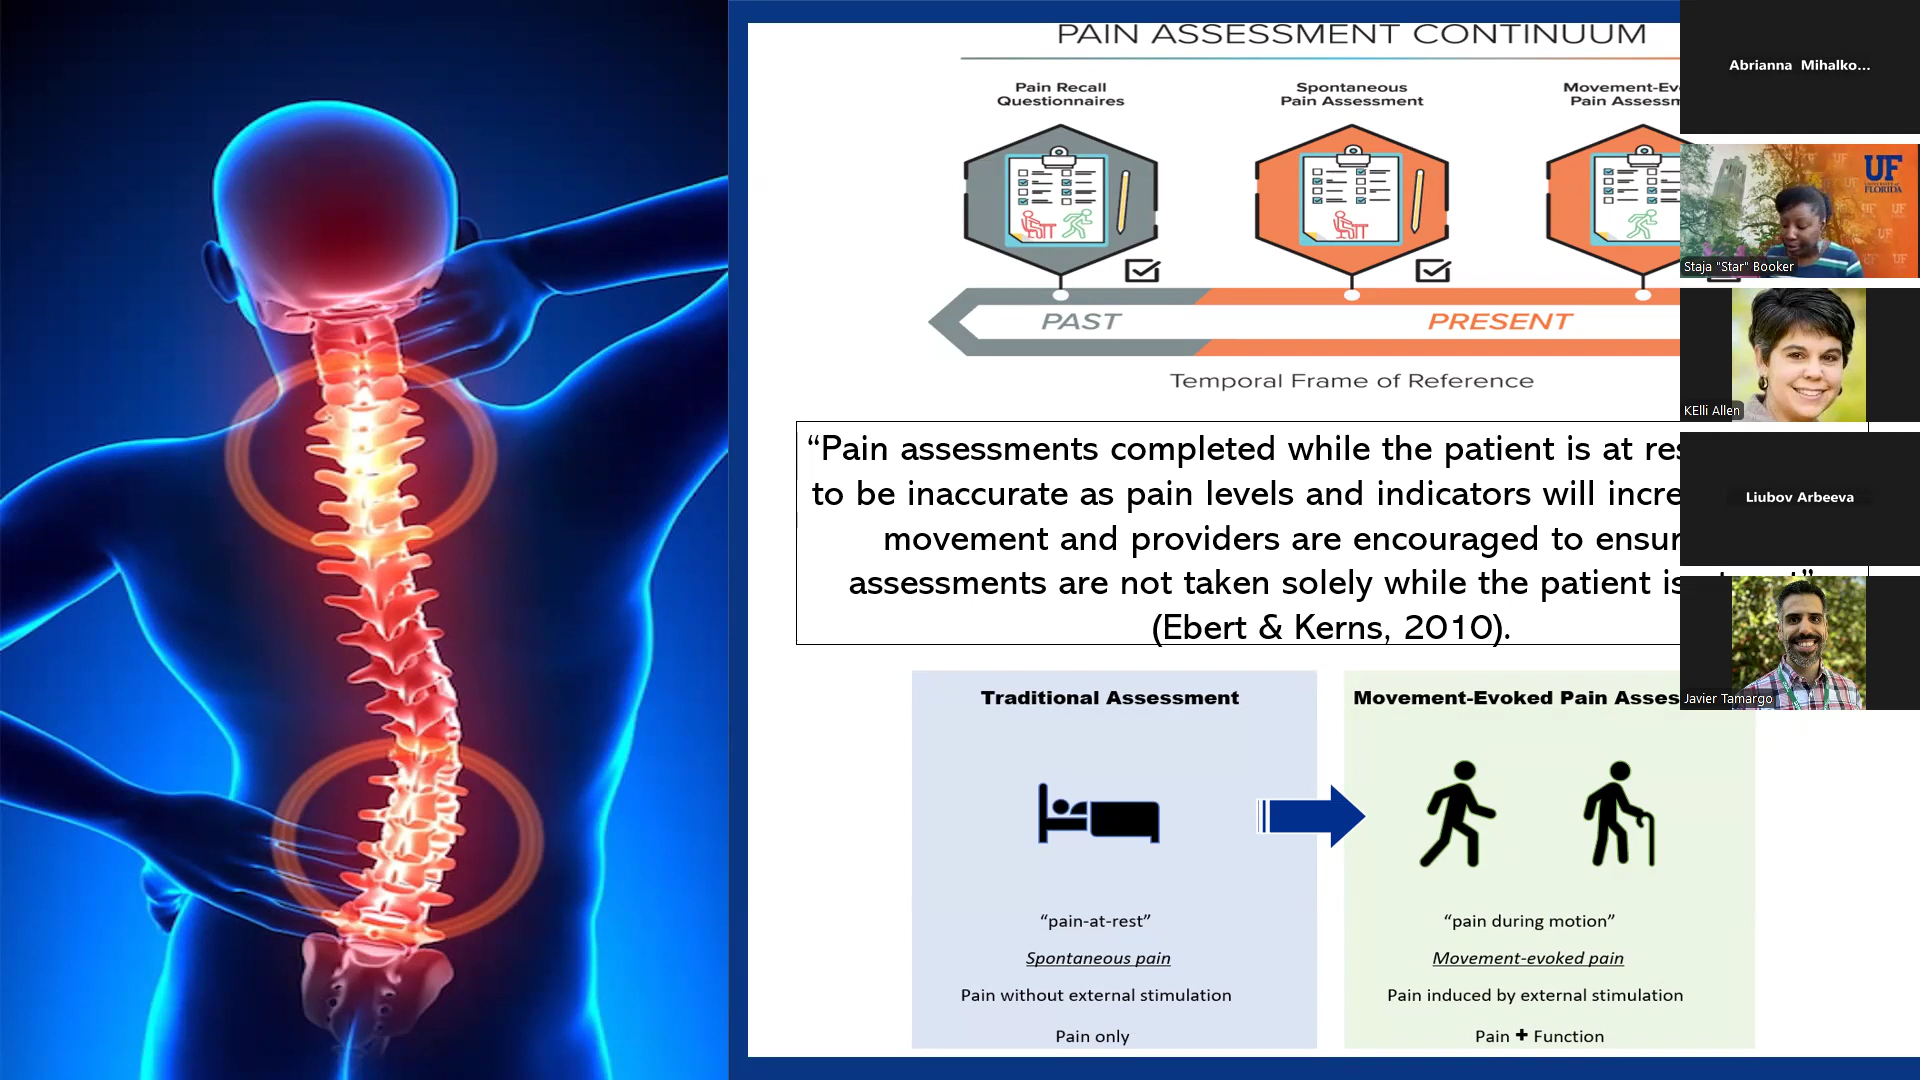 PAIN ASSESSMENT CONTINUUM
Pain Recall
Questionnaires
Spontaneous
Pain Assessment
Movement-Ev
Pain Assessm
PAST
PRESENT
Temporal Frame of Reference
“Pain assessments completed while the patient is at res
to be inaccurate as pain levels and indicators will incre
movement and providers are encouraged to ensur
assessments are not taken solely while the patient is
(Ebert & Kerns, 2010).
Traditional Assessment
“pain-at-rest”
Spontaneous pain
Pain without external stimulation
Pain only
Movement-Evoked Pain Asses
“pain during motion”
Movement-evoked pain
Pain induced by external stimulation
Pain + Function
Abrianna Mihalko...
UF
UNIVERSITY of
FLORIDA
Staja "Star" Booker
KElli Allen
Liubov Arbeeva
Javier Tamargo